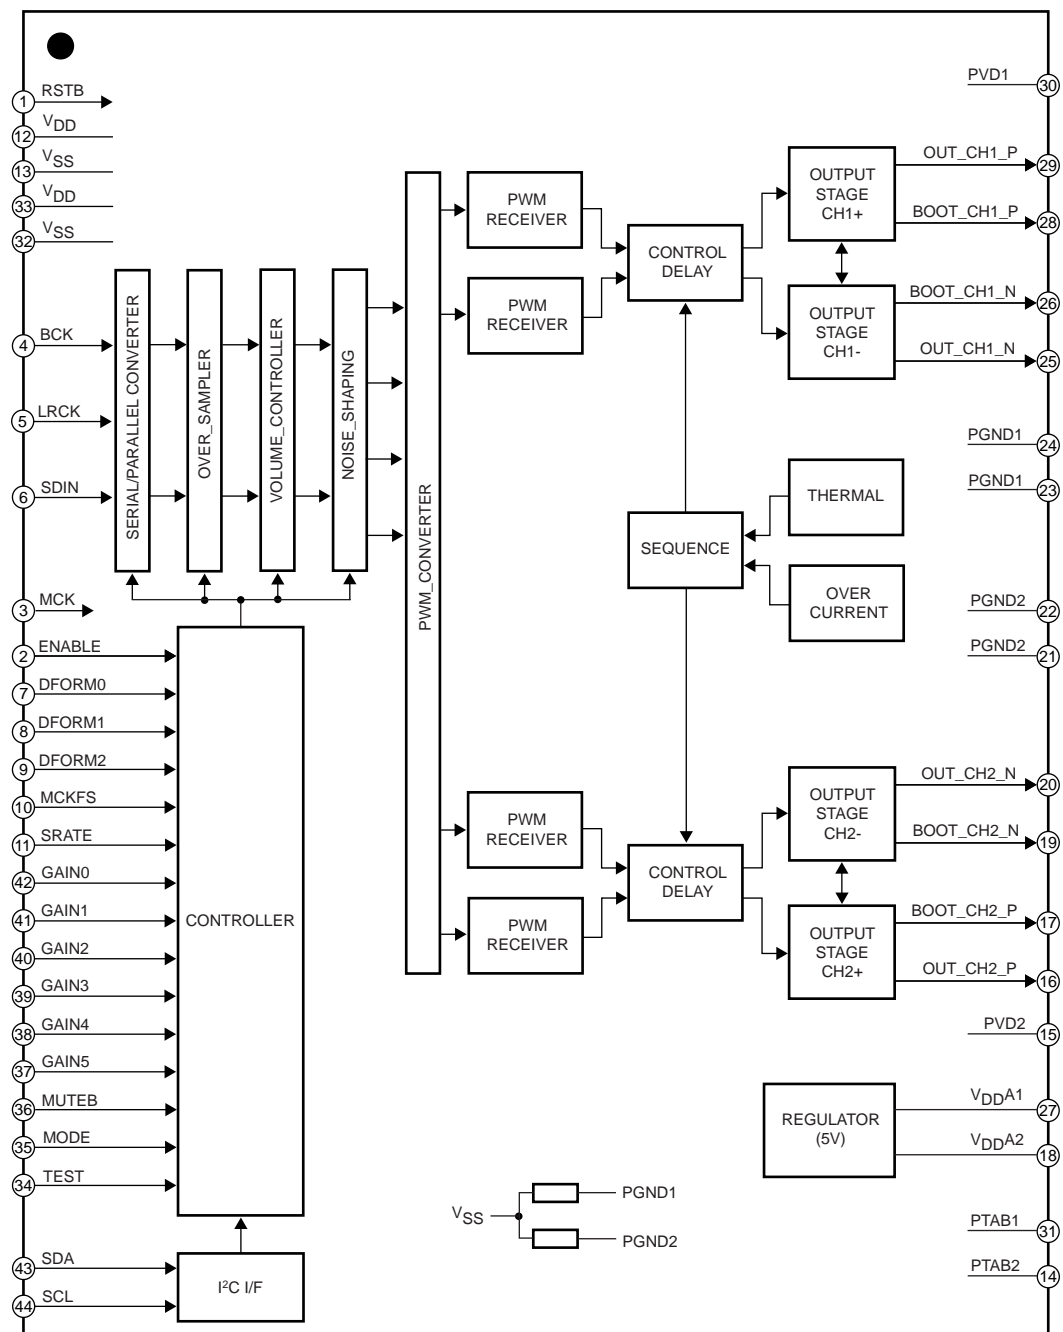 1 RSTB
12 VDD
13 VSS
33 VDD
32 VSS
4 BCK
5 LRCK
6 SDIN
3 MCK
2 ENABLE
7 DFORM0
8 DFORM1
9 DFORM2
10 MCKFS
11 SRATE
42 GAIN0
41 GAIN1
40 GAIN2
39 GAIN3
38 GAIN4
37 GAIN5
36 MUTEB
35 MODE
34 TEST
43 SDA
44 SCL
SERIAL/PARALLEL CONVERTER
OVER_SAMPLER
VOLUME_CONTROLLER
NOISE_SHAPING
CONTROLLER
I²C I/F
PWM_CONVERTER
PWM
RECEIVER
PWM
RECEIVER
PWM
RECEIVER
PWM
RECEIVER
CONTROL
DELAY
SEQUENCE
CONTROL
DELAY
OUTPUT
STAGE
CH1+
OUTPUT
STAGE
CH1-
THERMAL
OVER
CURRENT
OUTPUT
STAGE
CH2-
OUTPUT
STAGE
CH2+
REGULATOR
(5V)
VSS
PGND1
PGND2
PVD1 30
OUT_CH1_P 29
BOOT_CH1_P 28
BOOT_CH1_N 26
OUT_CH1_N 25
PGND1 24
PGND1 23
PGND2 22
PGND2 21
OUT_CH2_N 20
BOOT_CH2_N 19
BOOT_CH2_P 17
OUT_CH2_P 16
PVD2 15
VDDA1 27
VDDA2 18
PTAB1 31
PTAB2 14